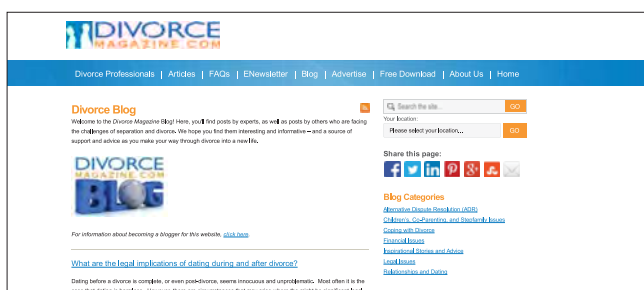 DIVORCE
MAGAZINE.COM
Divorce Professionals | Articles | FAQs | ENewsletter | Blog | Advertise | Free Download | About Us | Home
Divorce Blog
Welcome to the Divorce Magazine Blog! Here, you'll find posts by experts, as well as posts by others who are facing
the challenges of separation and divorce. We hope you find them interesting and informative – and a source of
support and advice as you make your way through divorce into a new life.
DIVORCE
MAGAZINE.COM
BLOG
For information about becoming a blogger for this website, click here.
What are the legal implications of dating during and after divorce?
Dating before a divorce is complete, or even post-divorce, seems innocuous and unproblematic. Most often it is the
Search the site...
GO
Your location:
Please select your location...
GO
Share this page:
Blog Categories
Alternative Dispute Resolution (ADR)
Children's, Co-Parenting, and Stepfamily Issues
Coping with Divorce
Financial Issues
Inspirational Stories and Advice
Legal Issues
Relationships and Dating